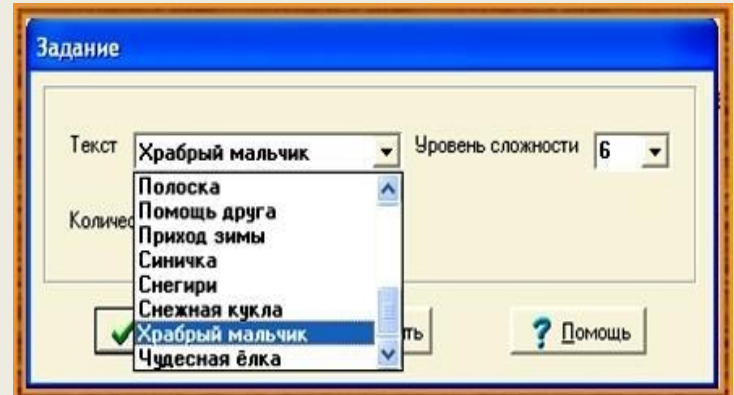 Задание
Текст Храбрый мальчик Уровень сложности 6
Полоска
Помощь друга
Приход зимы
Синичка
Снегири
Снежная кукла
Храбрый мальчик
Чудесная ёлка
Помощь